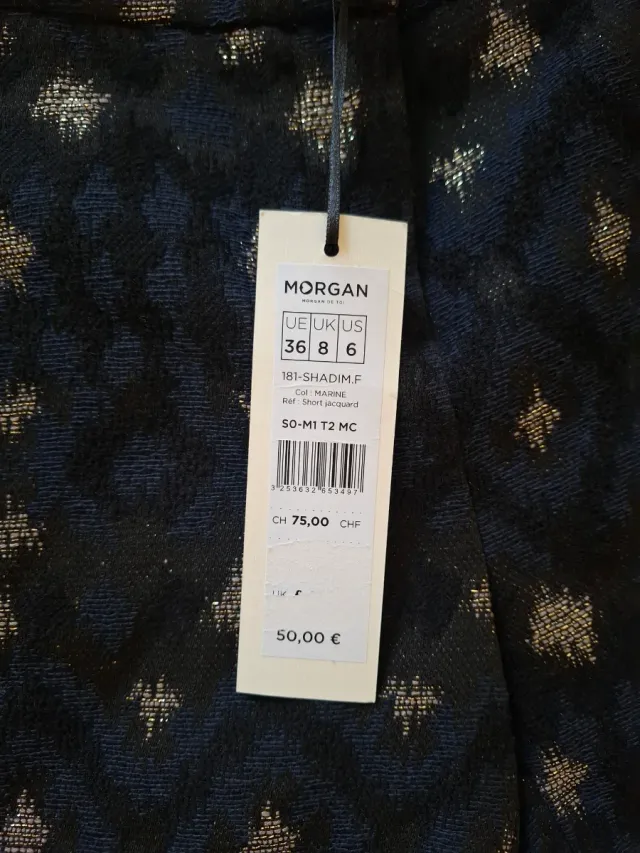 MORGAN
MORGAN DE TOI
UE UK US
36 8 6
181-SHADIM.F
Col : MARINE
Réf : Short jacquard
S0-M1 T2 MC
3 253632 653497
CH 75,00 CHF
UK £
50,00 €